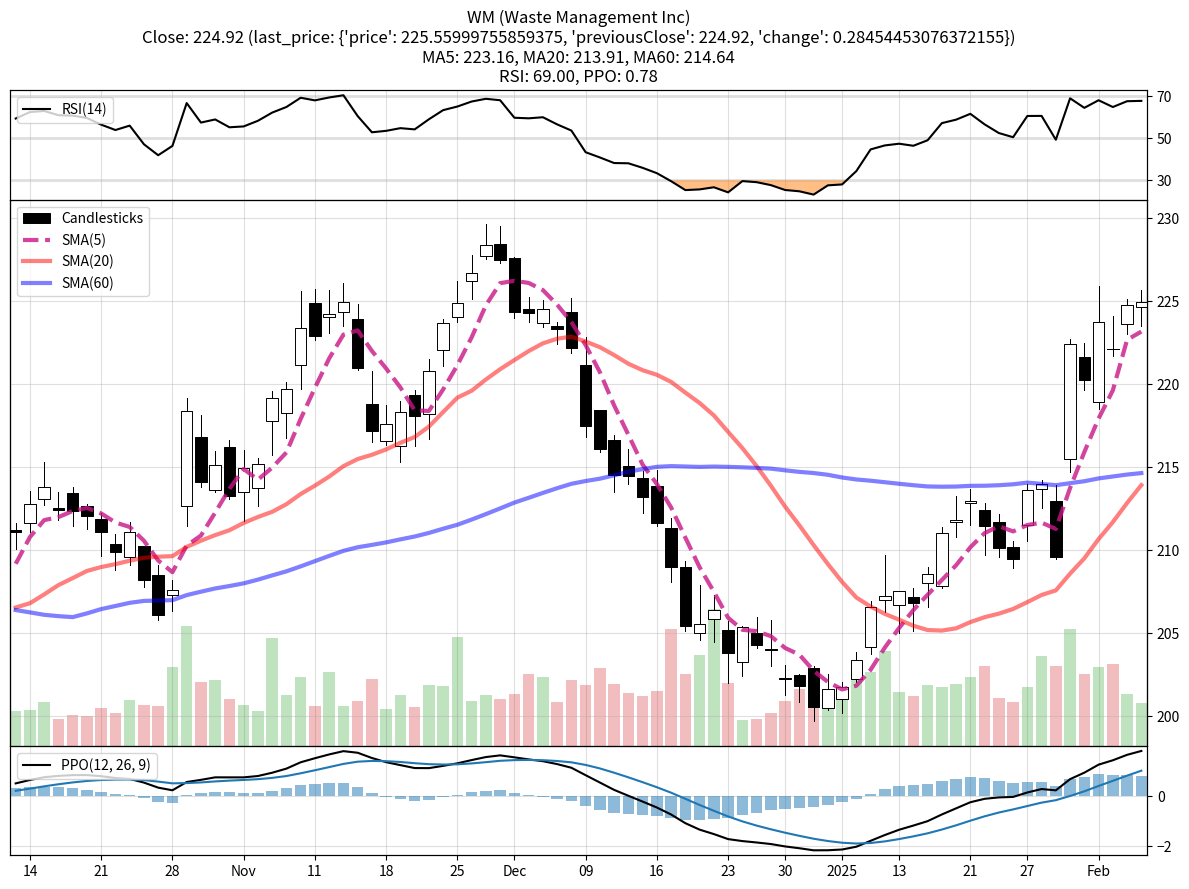 WM (Waste Management Inc)
Close: 224.92 (last_price: {'price': 225.55999755859375, 'previousClose': 224.92, 'change': 0.28454453076372155})
MA5: 223.16, MA20: 213.91, MA60: 214.64
RSI: 69.00, PPO: 0.78
RSI(14)
70
50
30
Candlesticks
SMA(5)
SMA(20)
SMA(60)
230
225
220
215
210
205
200
PPO(12, 26, 9)
0
−2
14 21 28 Nov 11 18 25 Dec 09 16 23 30 2025 13 21 27 Feb